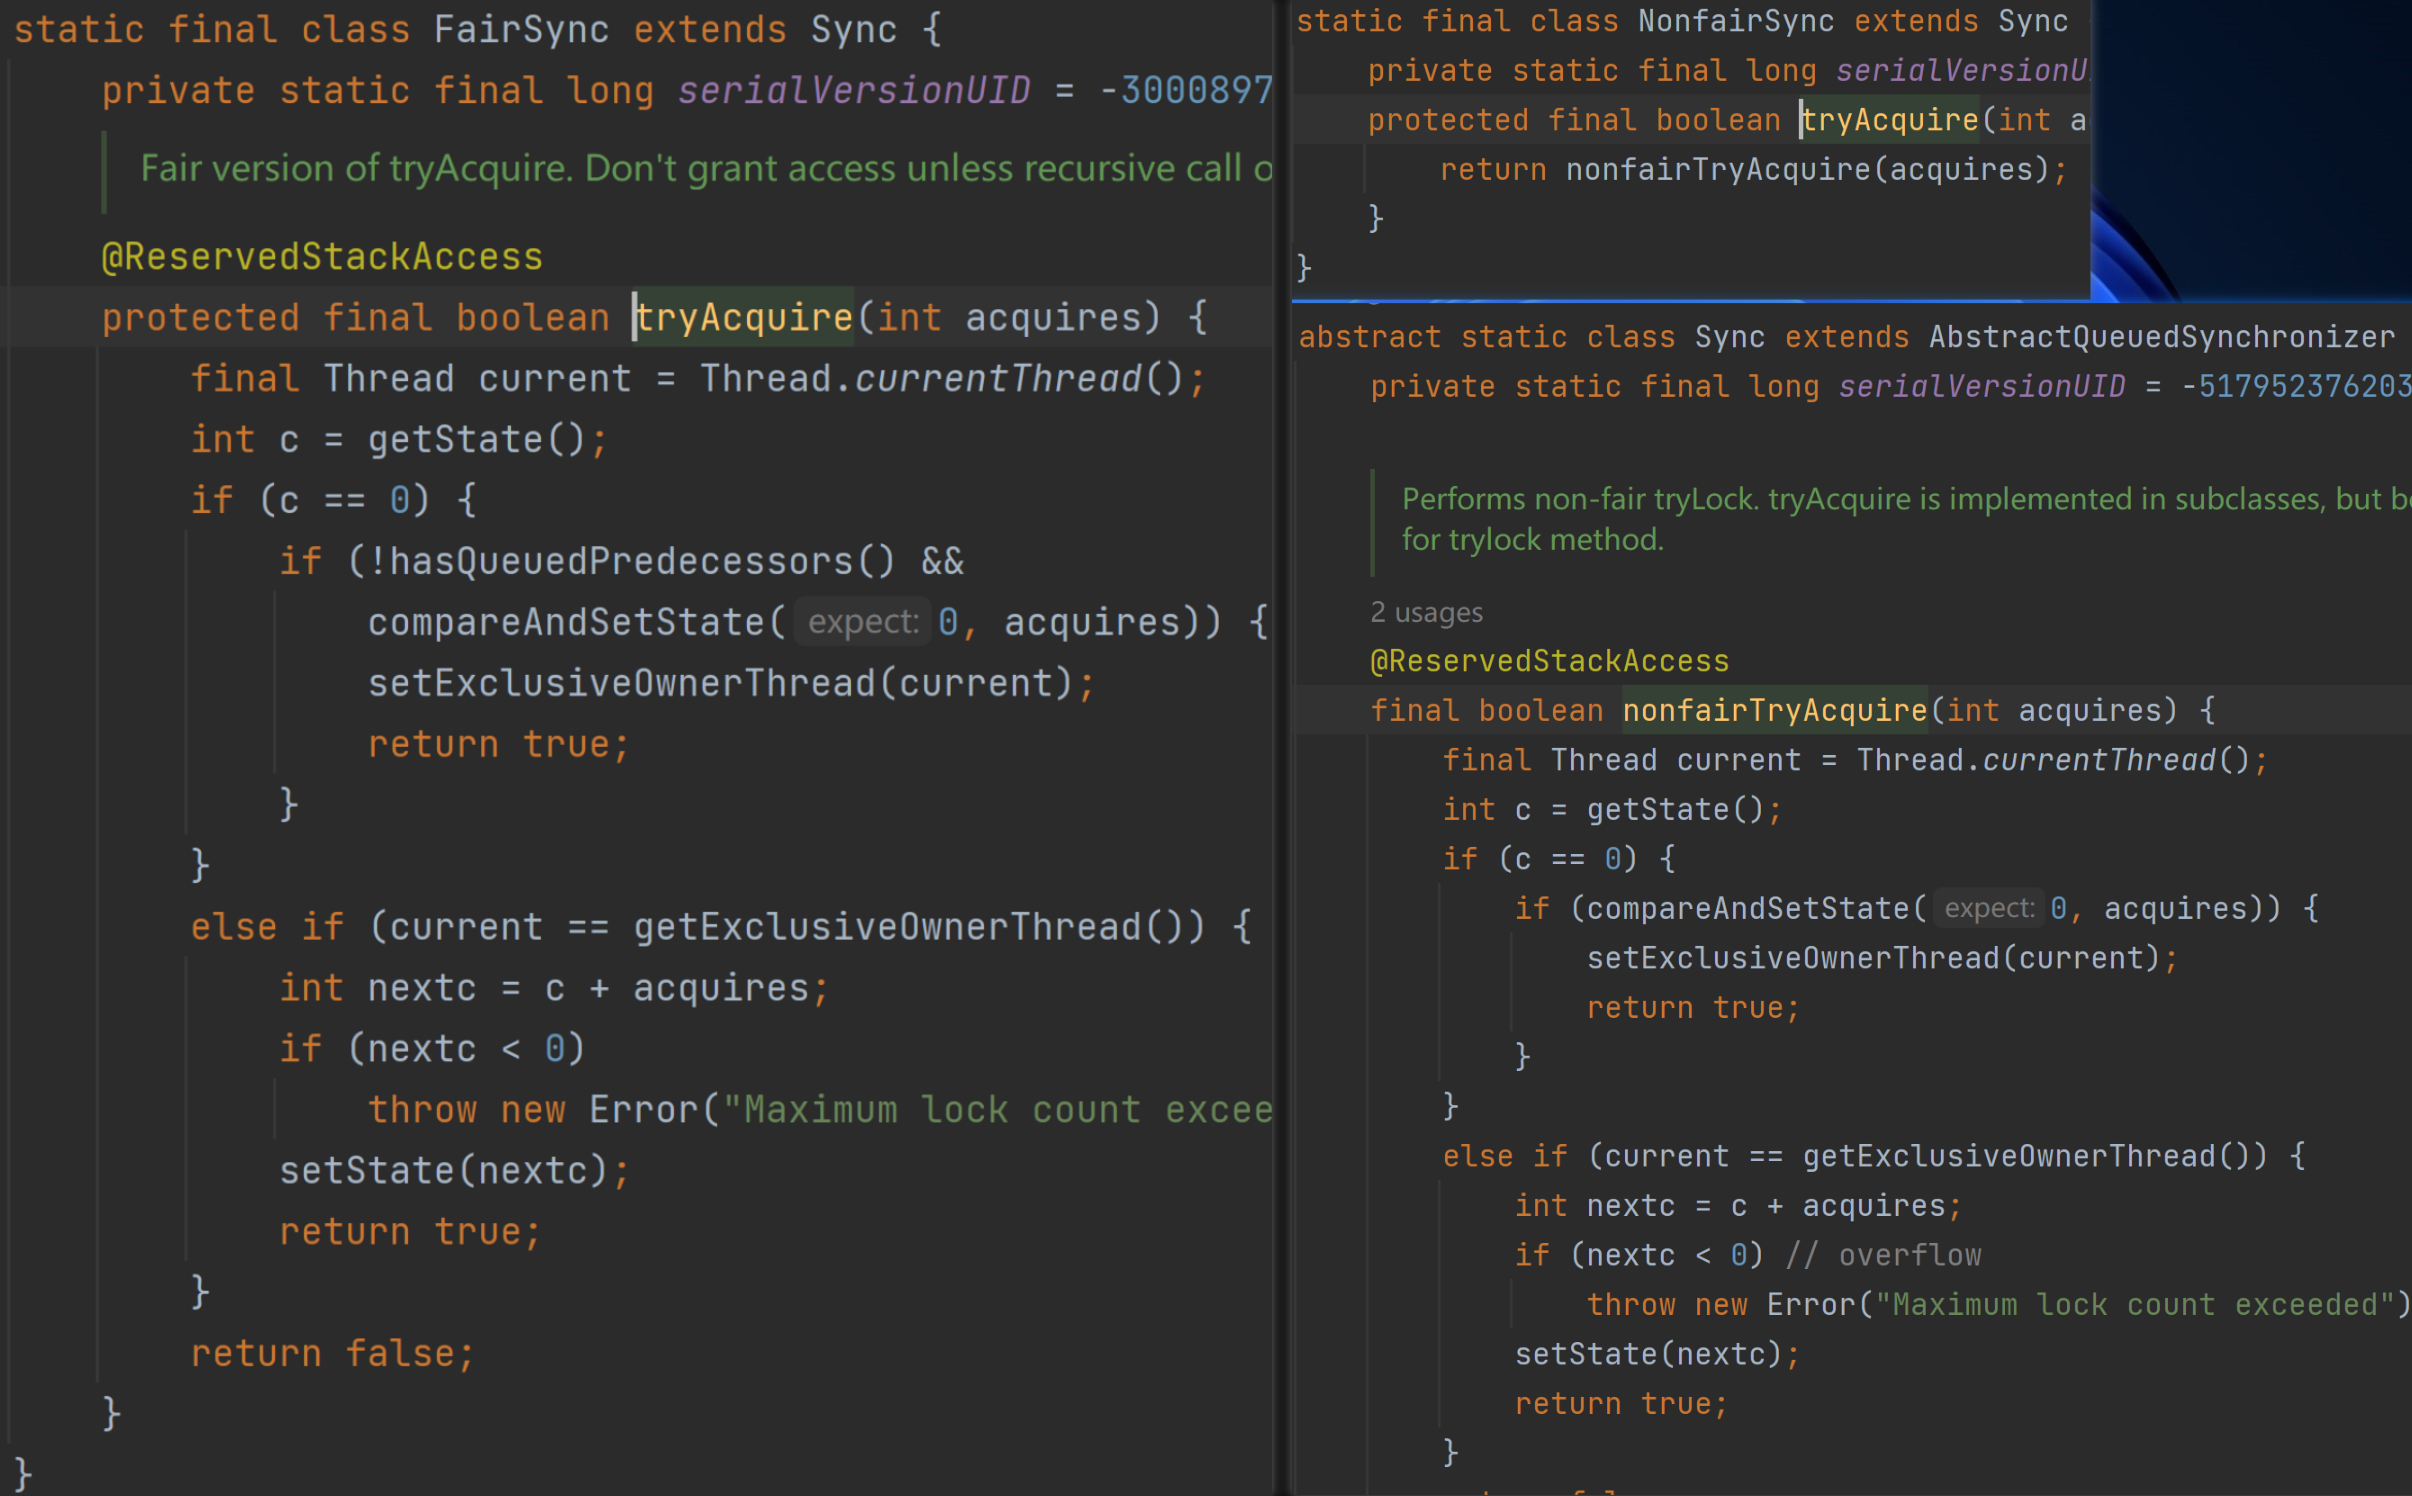 static final class FairSync extends Sync {
private static final long serialVersionUID = -3000897
Fair version of tryAcquire. Don't grant access unless recursive call o
@ReservedStackAccess
protected final boolean tryAcquire(int acquires) {
final Thread current = Thread.currentThread();
int c = getState();
if (c == 0) {
if (!hasQueuedPredecessors() &&
compareAndSetState( expect: 0, acquires)) {
setExclusiveOwnerThread(current);
return true;
}
}
else if (current == getExclusiveOwnerThread()) {
int nextc = c + acquires;
if (nextc < 0)
throw new Error("Maximum lock count excee
setState(nextc);
return true;
}
return false;
}
}
static final class NonfairSync extends Sync
private static final long serialVersionU
protected final boolean tryAcquire(int a
return nonfairTryAcquire(acquires);
}
}
abstract static class Sync extends AbstractQueuedSynchronizer
private static final long serialVersionUID = -517952376203
Performs non-fair tryLock. tryAcquire is implemented in subclasses, but b
for trylock method.
2 usages
@ReservedStackAccess
final boolean nonfairTryAcquire(int acquires) {
final Thread current = Thread.currentThread();
int c = getState();
if (c == 0) {
if (compareAndSetState( expect: 0, acquires)) {
setExclusiveOwnerThread(current);
return true;
}
}
else if (current == getExclusiveOwnerThread()) {
int nextc = c + acquires;
if (nextc < 0) // overflow
throw new Error("Maximum lock count exceeded")
setState(nextc);
return true;
}